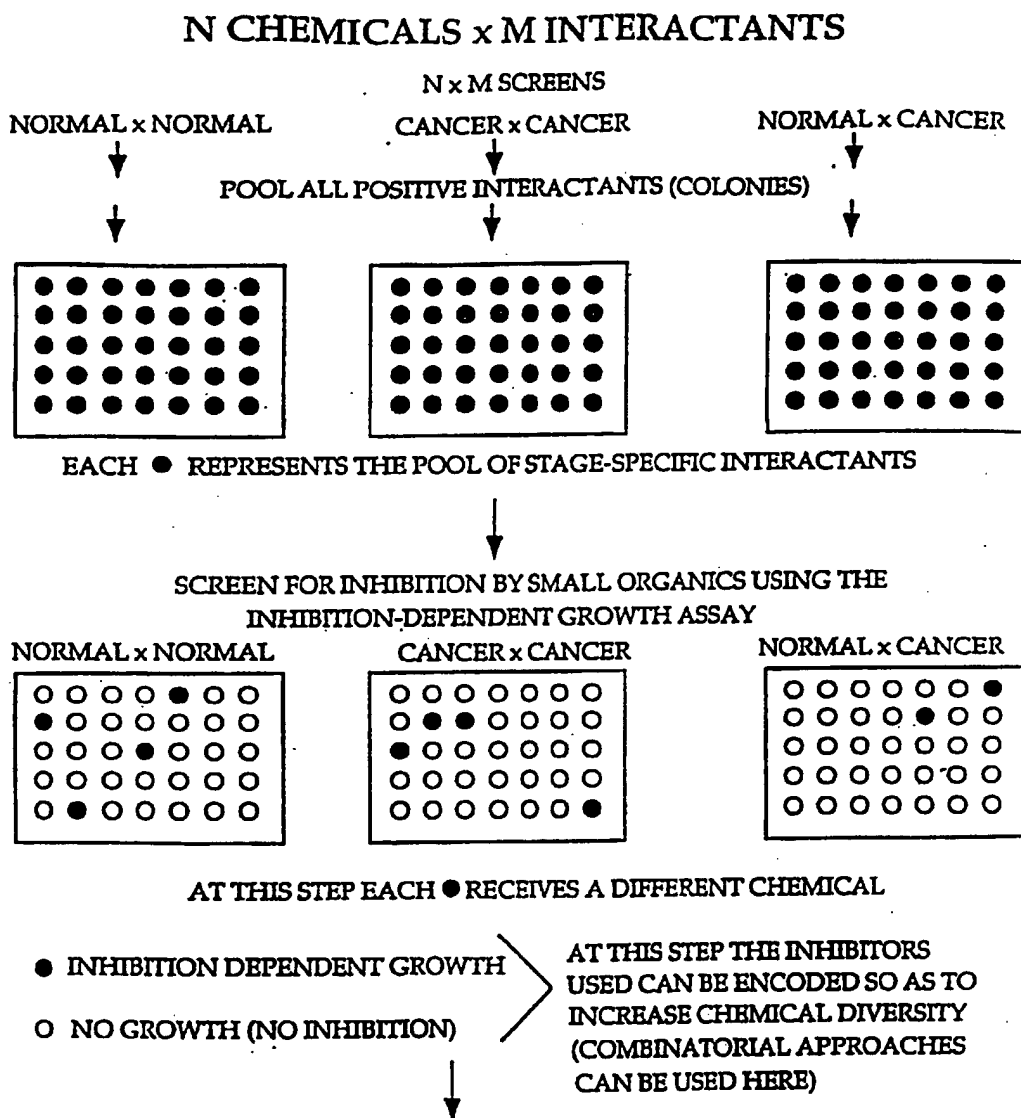 N CHEMICALS x M INTERACTANTS
N x M SCREENS
NORMAL x NORMAL CANCER x CANCER NORMAL x CANCER
POOL ALL POSITIVE INTERACTANTS (COLONIES)
EACH ● REPRESENTS THE POOL OF STAGE-SPECIFIC INTERACTANTS
SCREEN FOR INHIBITION BY SMALL ORGANICS USING THE
INHIBITION-DEPENDENT GROWTH ASSAY
NORMAL x NORMAL CANCER x CANCER NORMAL x CANCER
AT THIS STEP EACH ● RECEIVES A DIFFERENT CHEMICAL
● INHIBITION DEPENDENT GROWTH
○ NO GROWTH (NO INHIBITION)
AT THIS STEP THE INHIBITORS
USED CAN BE ENCODED SO AS TO
INCREASE CHEMICAL DIVERSITY
(COMBINATORIAL APPROACHES
CAN BE USED HERE)